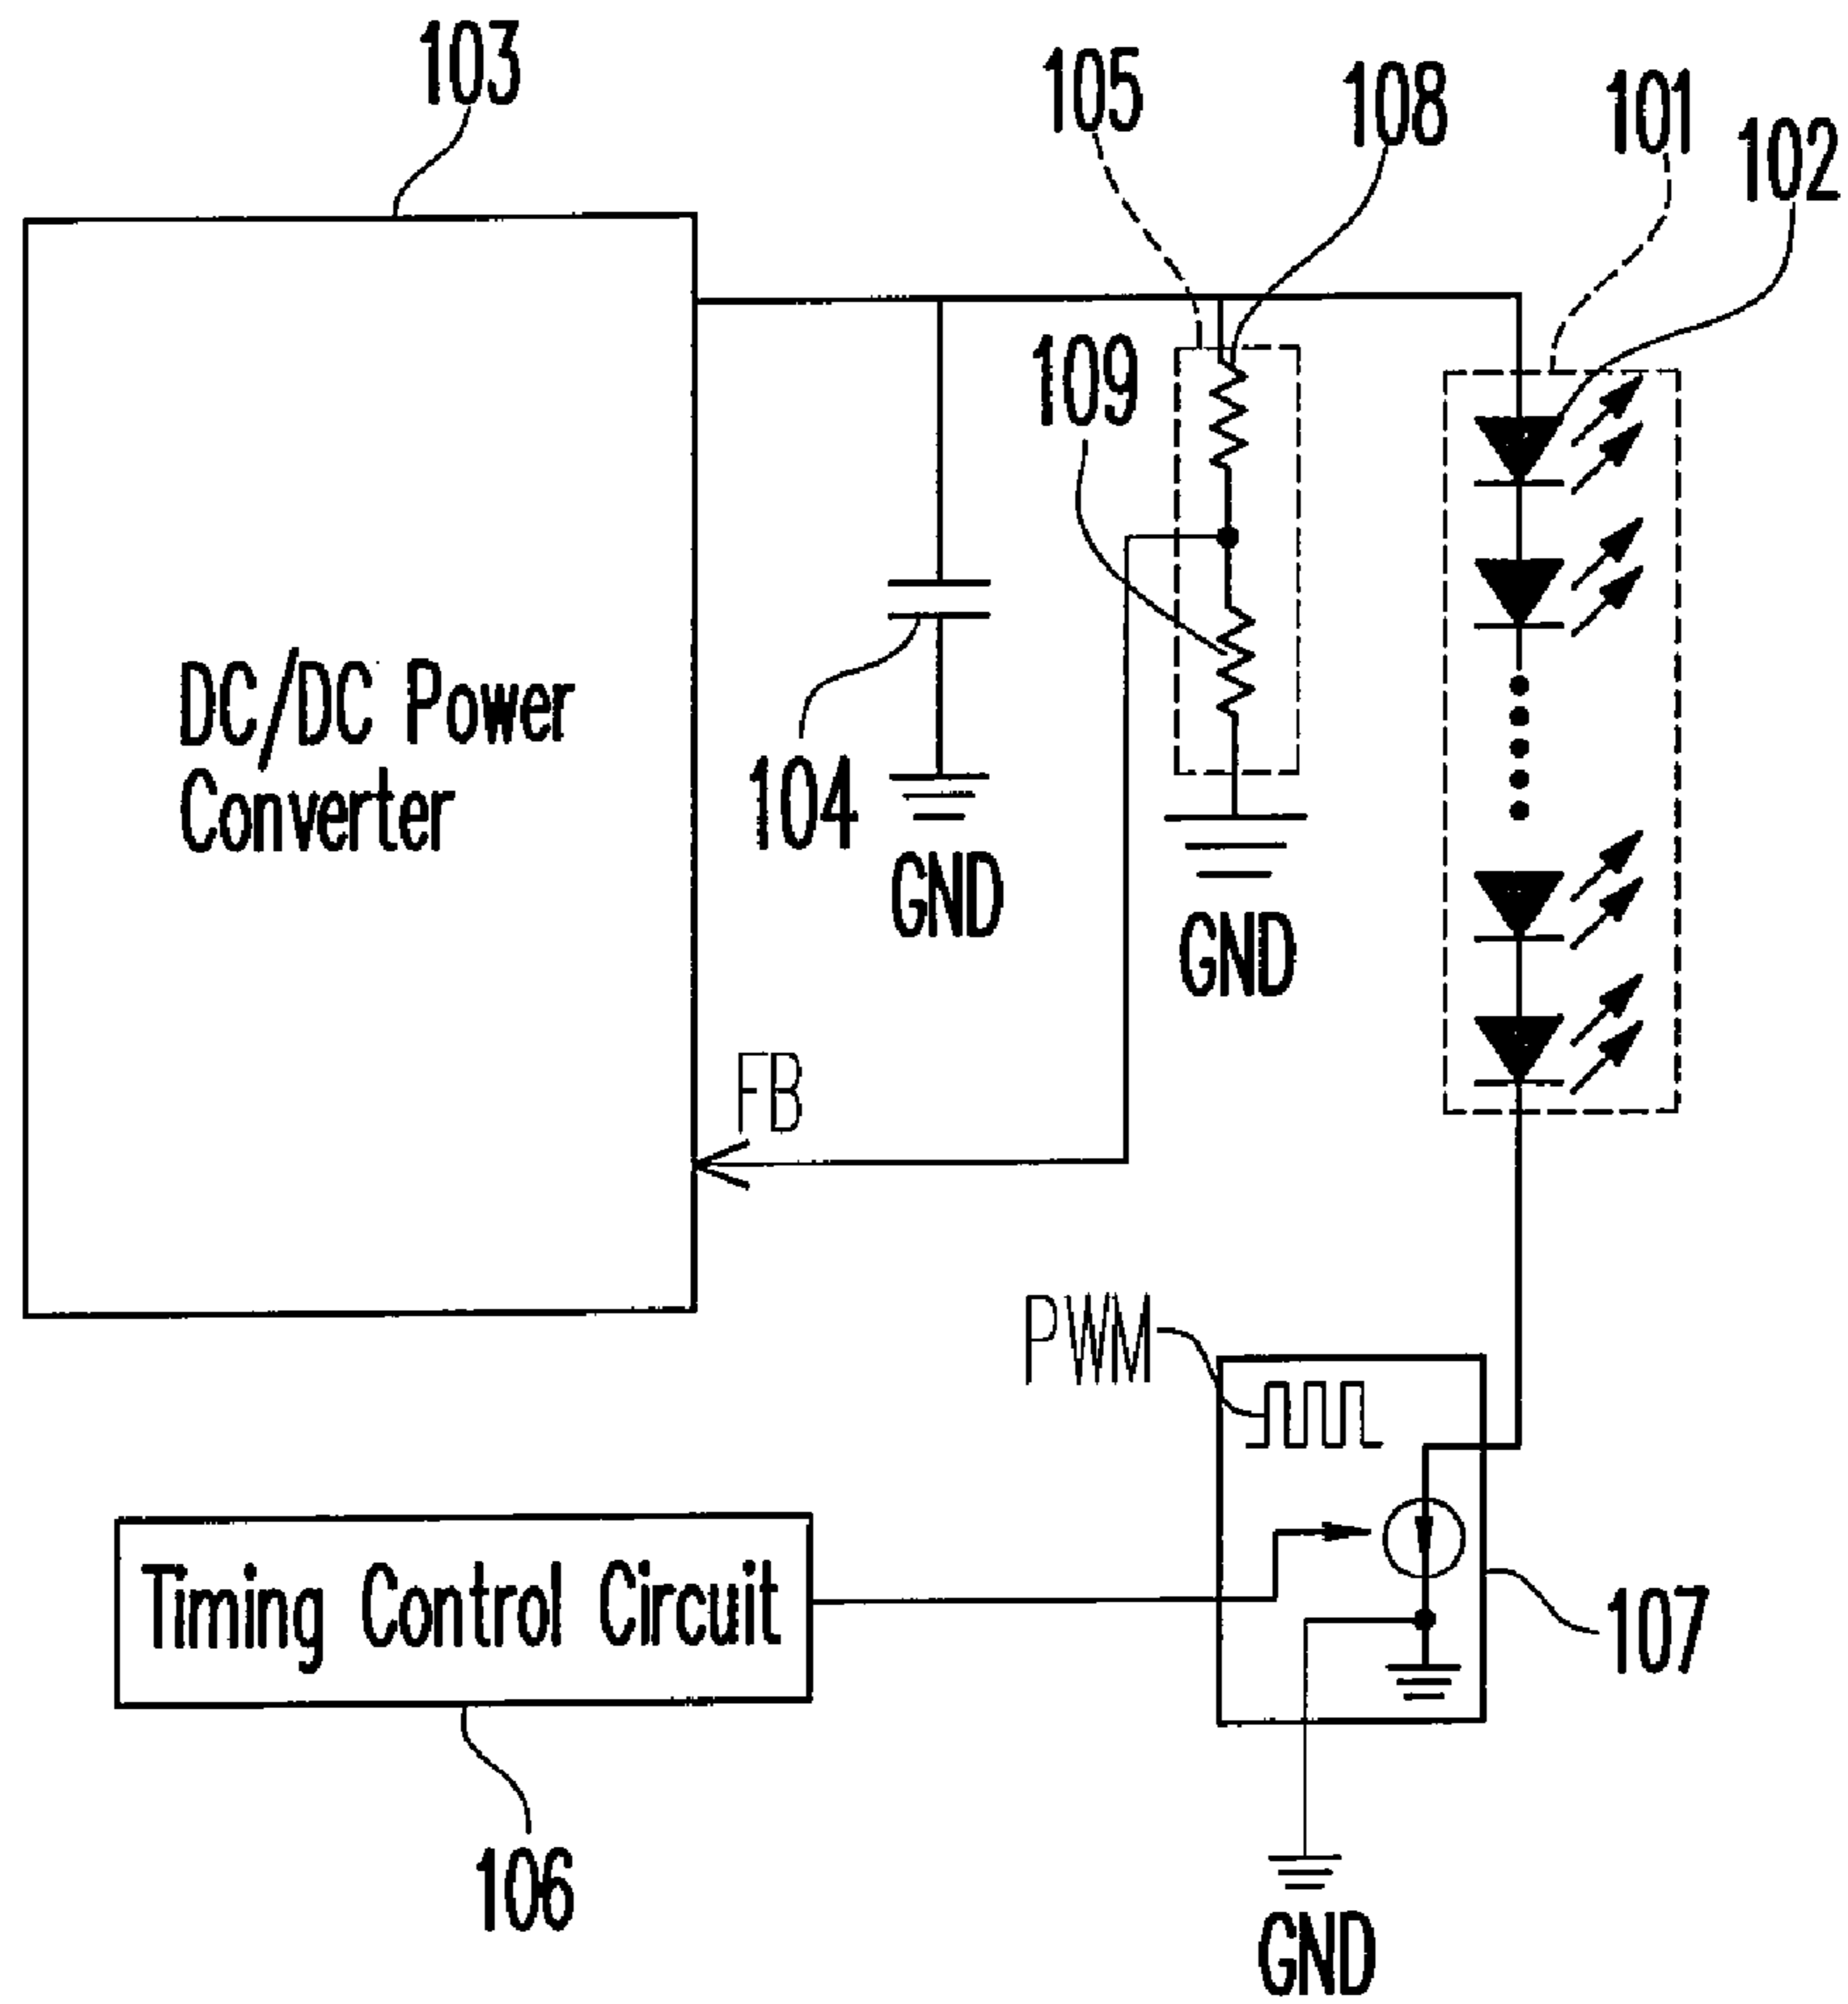 103
105
108
101
102
109
DC/DC Power
Converter
104
GND
GND
FB
PWM
Timing Control Circuit
107
106
GND